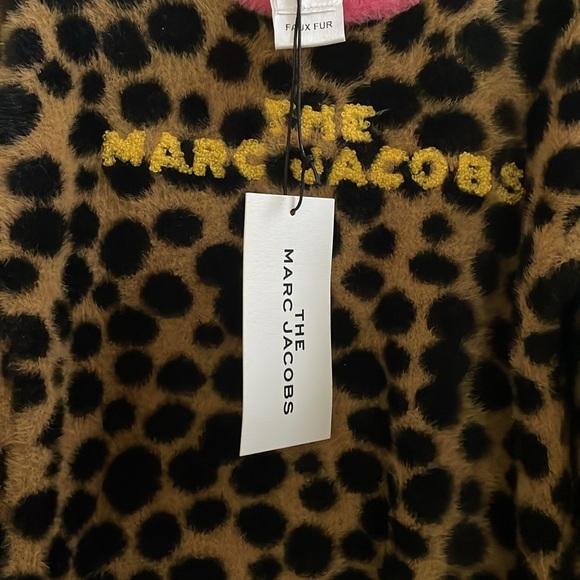 FAUX FUR
THE
MARC JACOBS
THE
MARC JACOBS